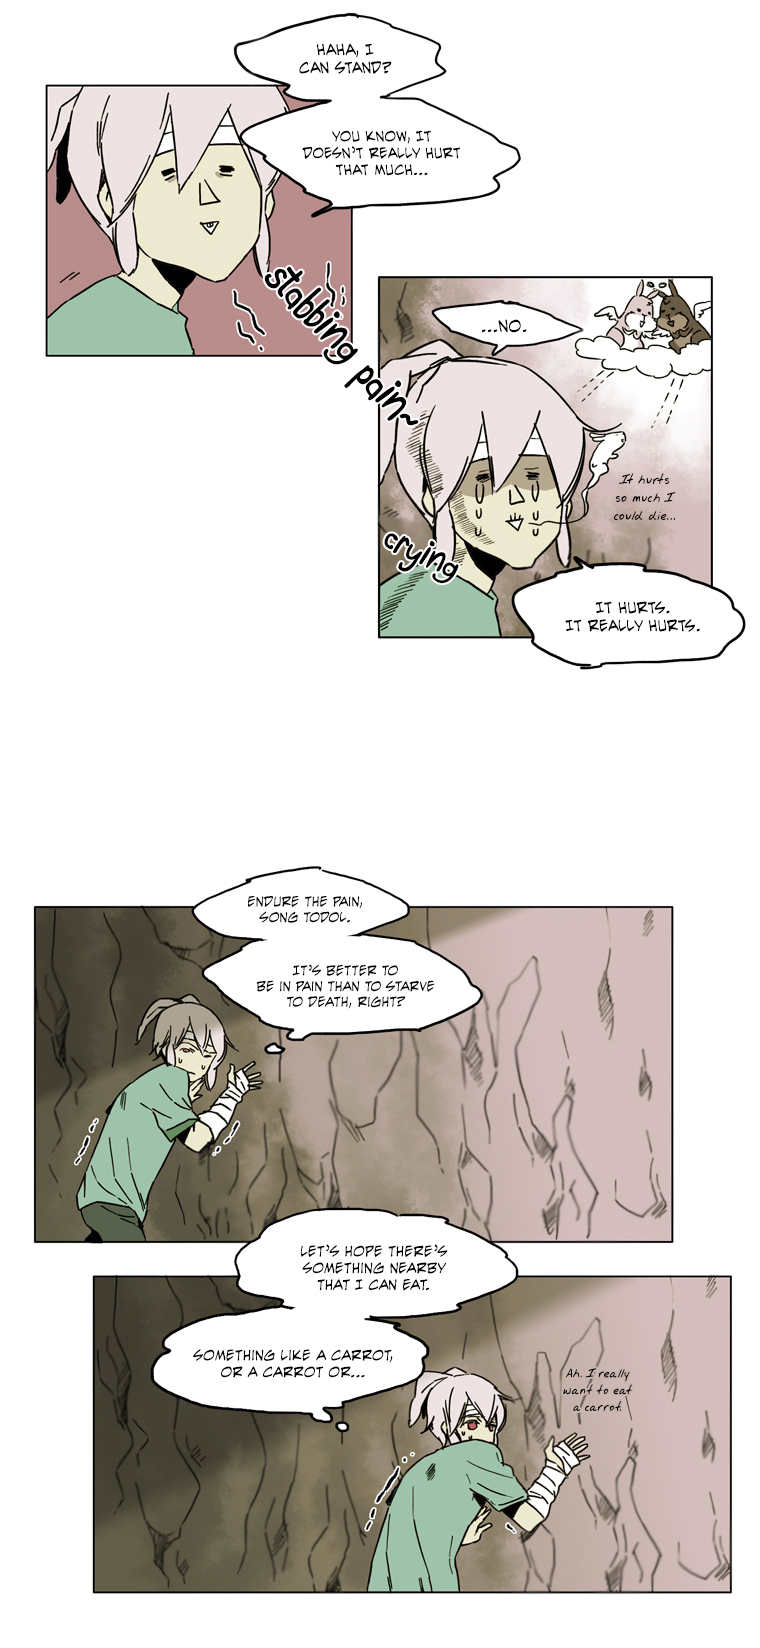 HAHA, I
CAN STAND?
YOU KNOW, IT
DOESN'T REALLY HURT
THAT MUCH...
stabbing pain~
...NO.
It hurts
so much I
could die...
crying
IT HURTS.
IT REALLY HURTS.
ENDURE THE PAIN,
SONG TODOL.
IT'S BETTER TO
BE IN PAIN THAN TO STARVE
TO DEATH, RIGHT?
LET'S HOPE THERE'S
SOMETHING NEARBY
THAT I CAN EAT.
SOMETHING LIKE A CARROT,
OR A CARROT OR...
Ah. I really
want to eat
a carrot.